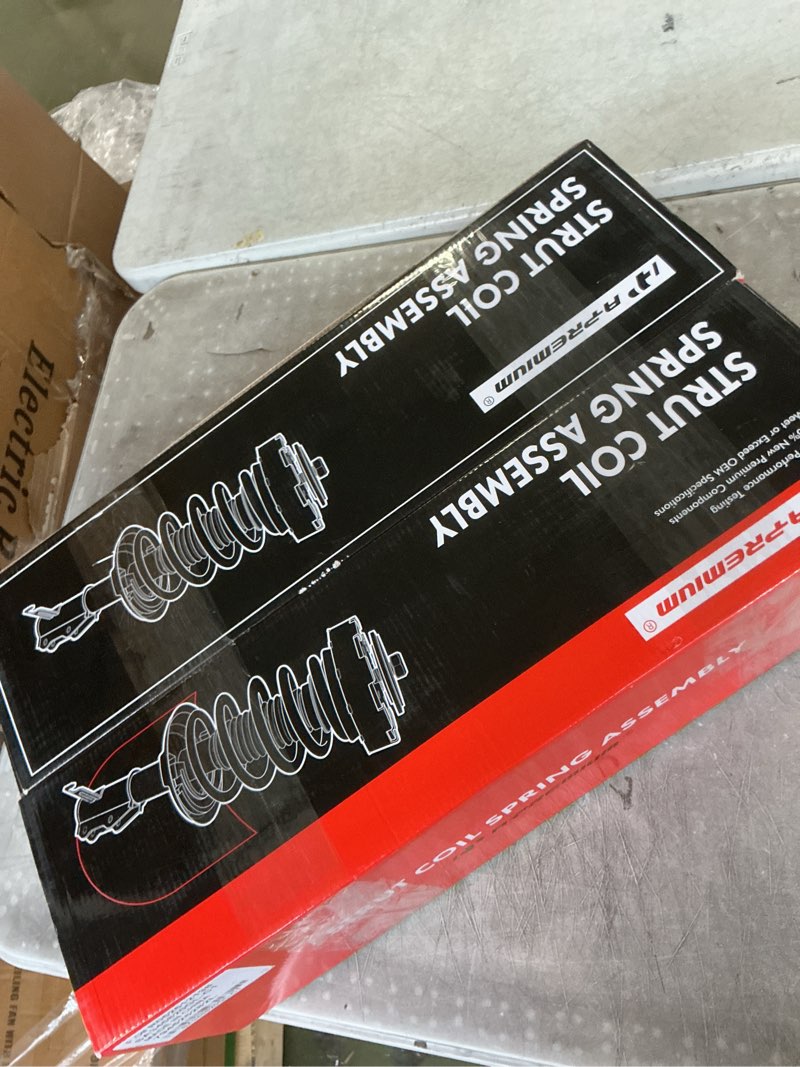 STRUT COIL
SPRING ASSEMBLY
A-PREMIUM®
STRUT COIL
SPRING ASSEMBLY
Performance Testing
New Premium Components
Meet or Exceed OEM Specifications
A-PREMIUM®
STRUT COIL SPRING ASSEMBLY
Electric